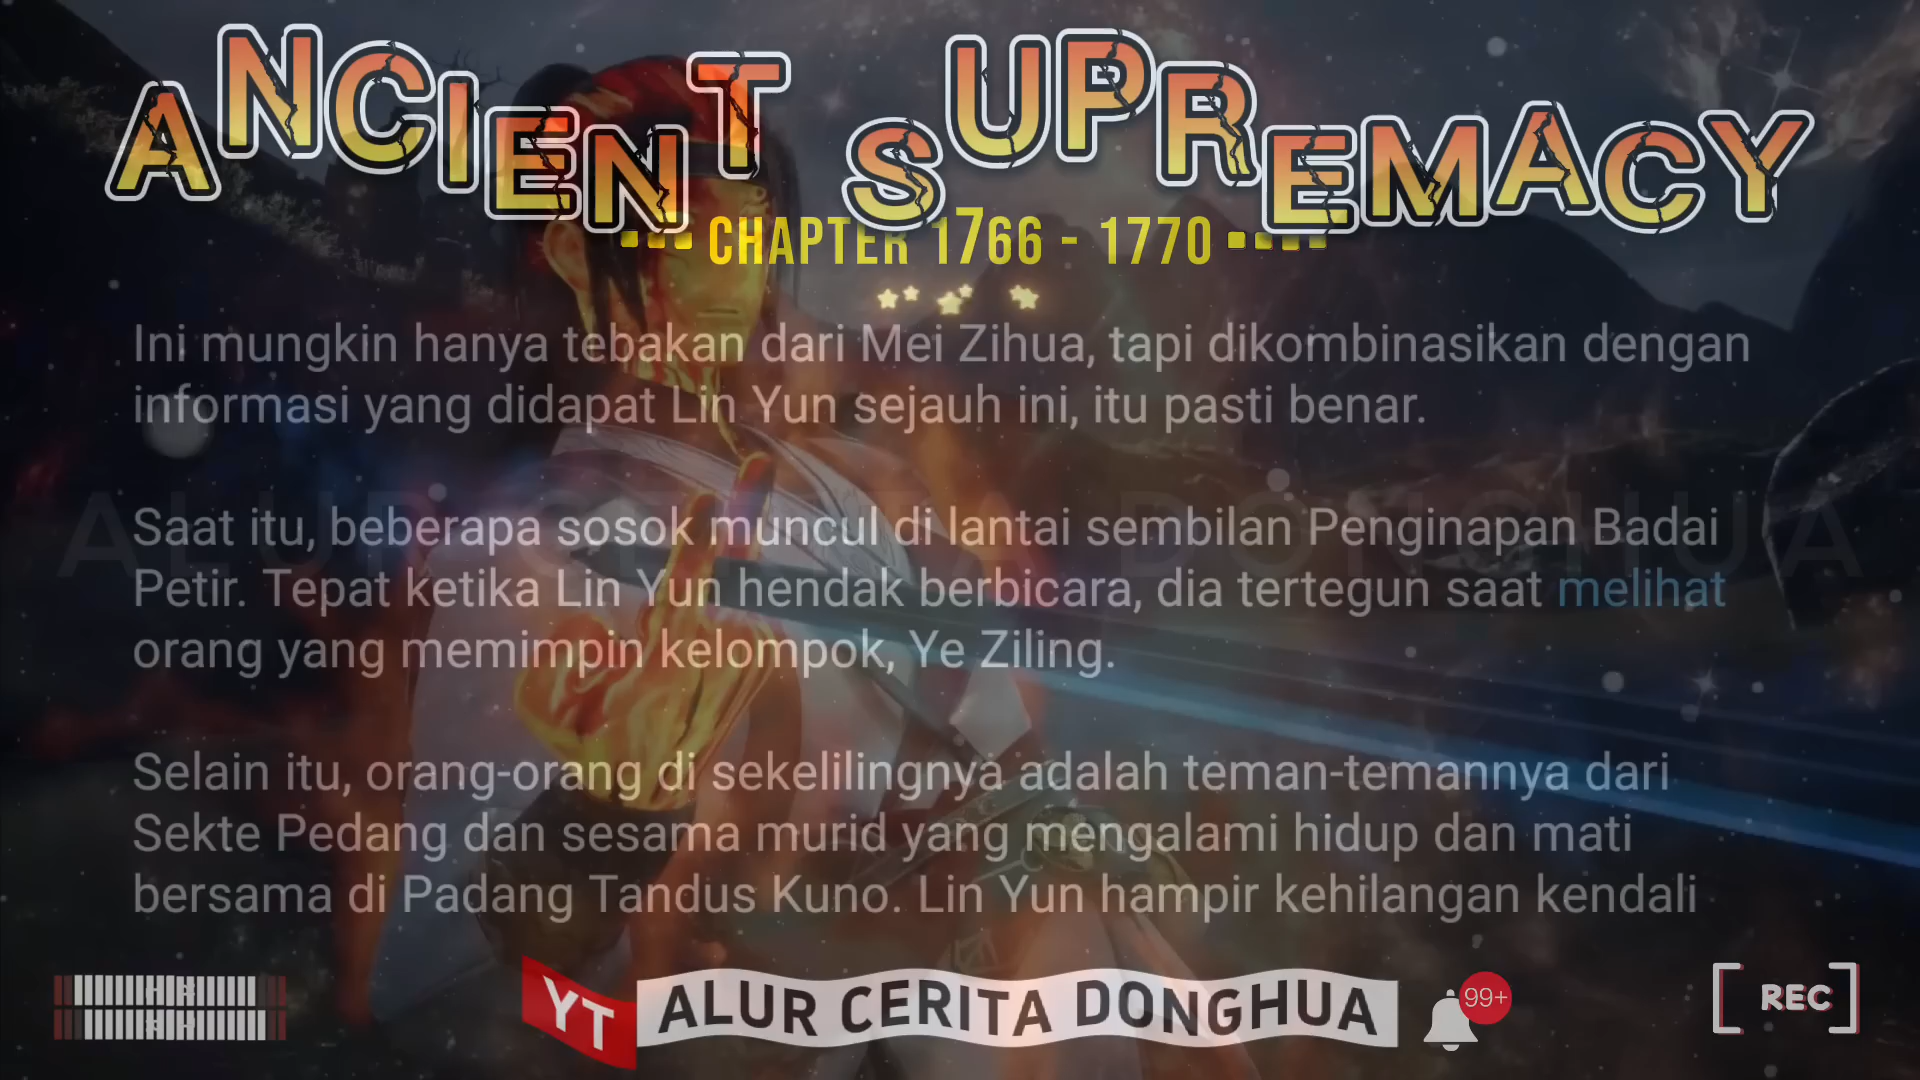 ANCIENT SUPREMACY
CHAPTER 1766 - 1770
Ini mungkin hanya tebakan dari Mei Zihua, tapi dikombinasikan dengan
informasi yang didapat Lin Yun sejauh ini, itu pasti benar.
Saat itu, beberapa sosok muncul di lantai sembilan Penginapan Badai
Petir. Tepat ketika Lin Yun hendak berbicara, dia tertegun saat melihat
orang yang memimpin kelompok, Ye Ziling.
Selain itu, orang-orang di sekelilingnya adalah teman-temannya dari
Sekte Pedang dan sesama murid yang mengalami hidup dan mati
bersama di Padang Tandus Kuno. Lin Yun hampir kehilangan kendali
YT ALUR CERITA DONGHUA 99+
REC
ALUR CERITA DONGHUA